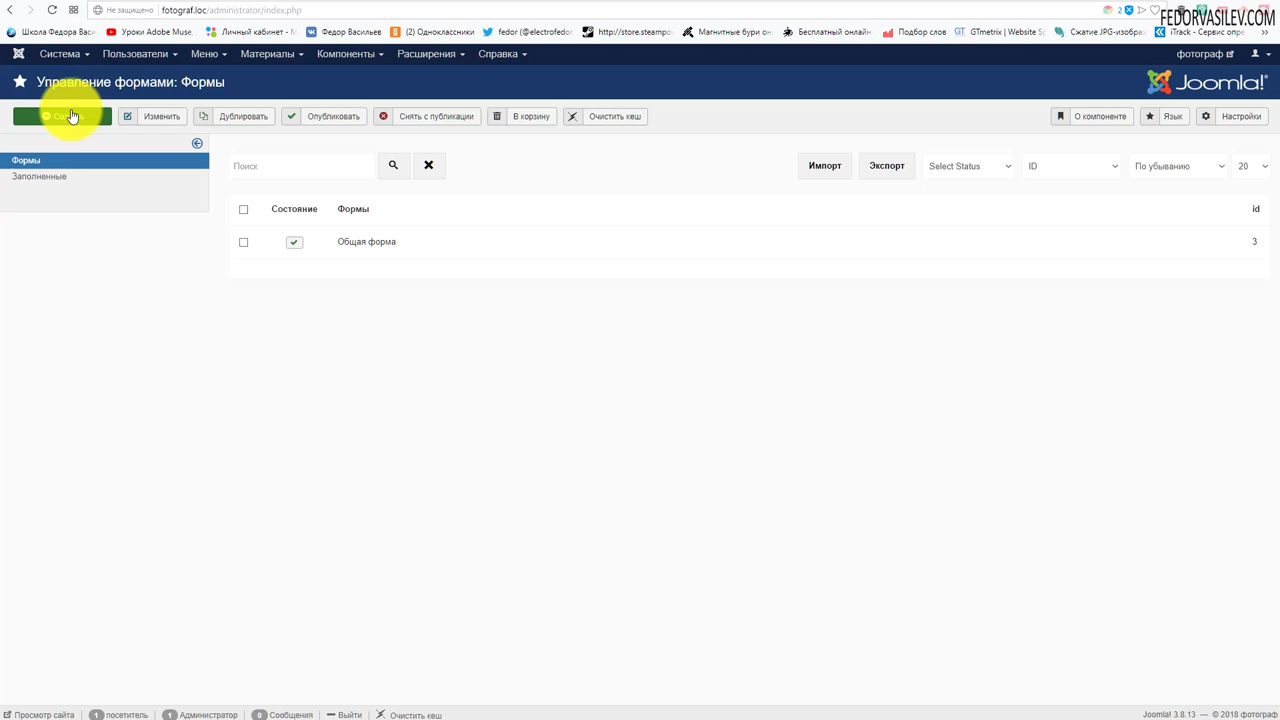 Не защищено fotograf.loc/administrator/index.php 2
FEDORVASILEV.COM
Школа Федора Васи. Уроки Adobe Muse, Личный кабинет - Федор Васильев (2) Одноклассники fedor (@electrofedor http://store.steampo Магнитные бури он Бесплатный онлайн- Подбор слов GTmetrix | Website Sp Сжатие JPG-изобра: iTrack - Сервис опре.
Система Пользователи Меню Материалы Компоненты Расширения Справка фотограф
Управление формами: Формы Joomla!
Изменить Дублировать Опубликовать Снять с публикации В корзину Очистить кеш О компоненте Язык Настройки
Формы
Заполненные
Поиск Импорт Экспорт Select Status ID По убыванию 20
Состояние Формы id
Общая форма 3
Просмотр сайта 1 посетитель 1 Администратор 0 Сообщения Выйти Очистить кеш Joomla! 3.8.13 — © 2018 фотограф